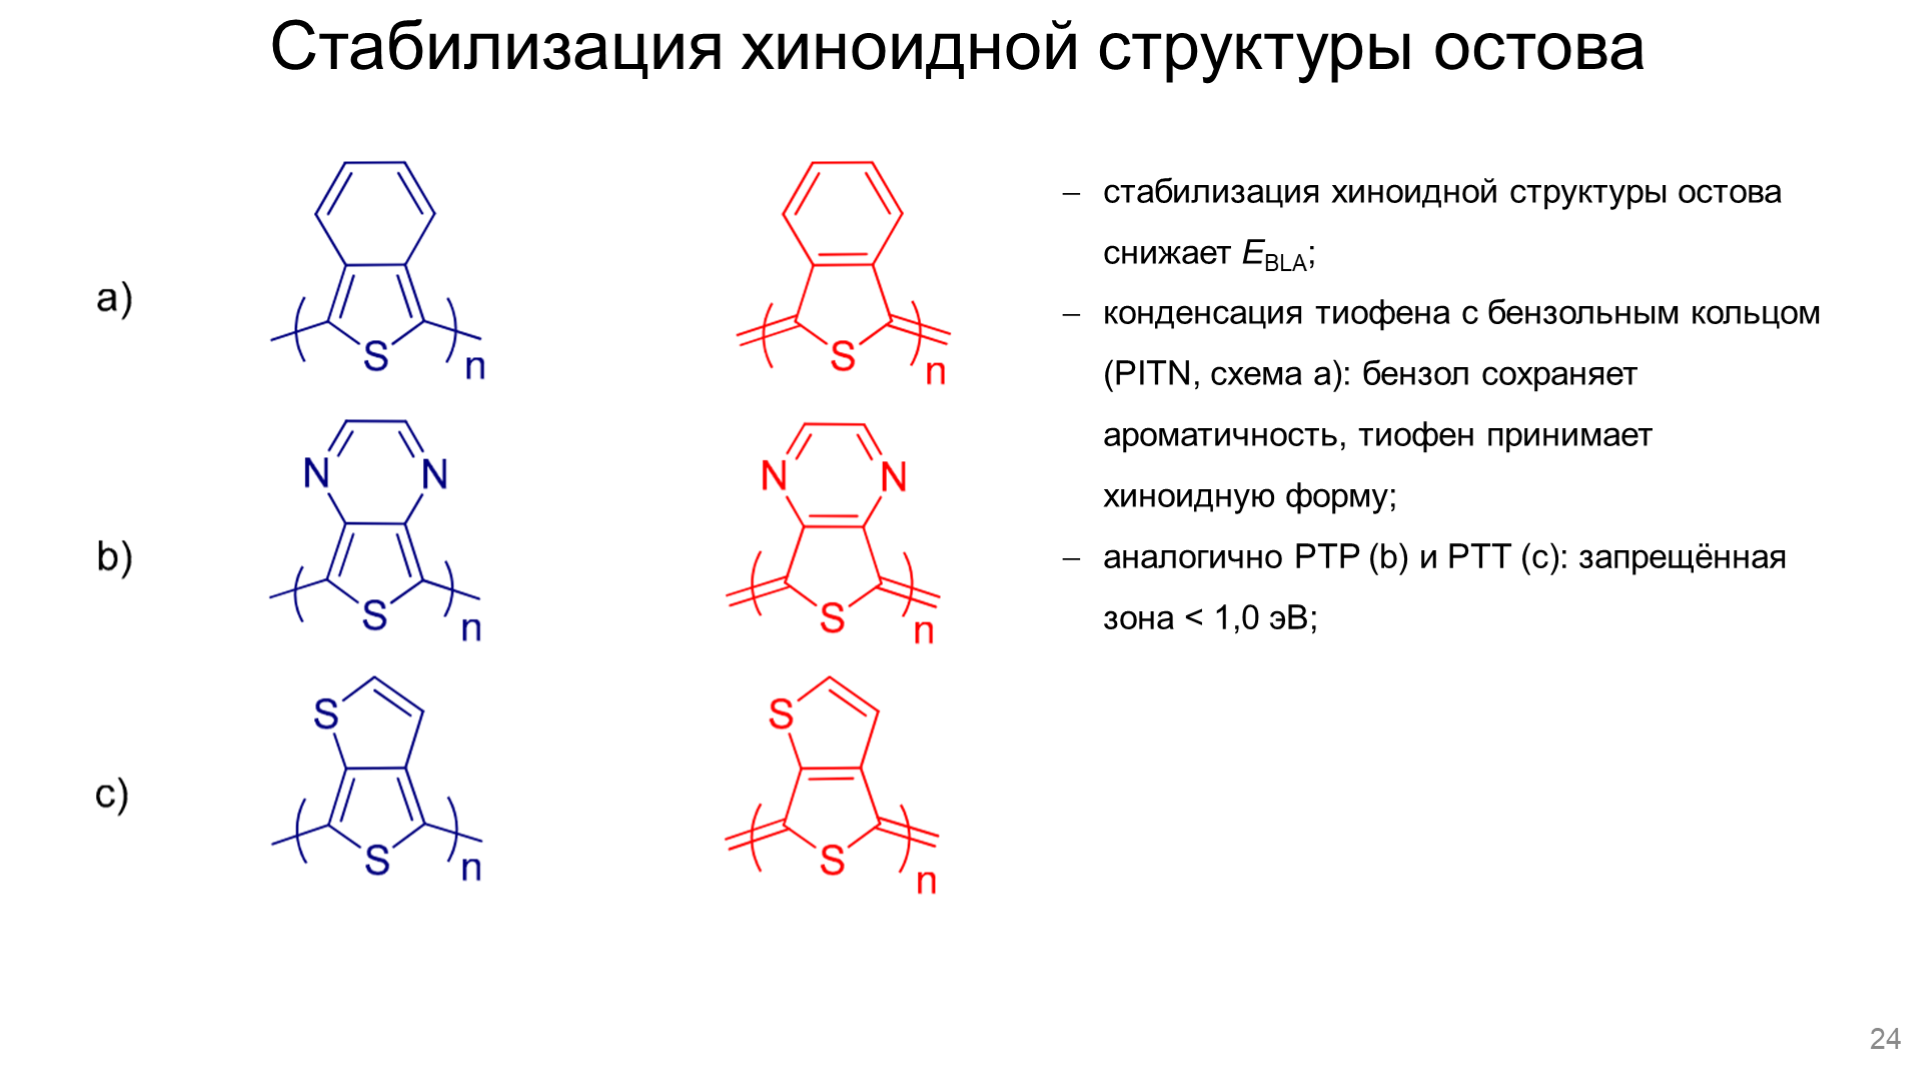 Стабилизация хиноидной структуры остова
a)
S
n
S
n
b)
N
N
S
n
N
N
S
n
c)
S
S
n
S
S
n
– стабилизация хиноидной структуры остова
снижает E_BLA;
– конденсация тиофена с бензольным кольцом
(PITN, схема a): бензол сохраняет
ароматичность, тиофен принимает
хиноидную форму;
– аналогично PTP (b) и PTT (c): запрещённая
зона < 1,0 эВ;
24